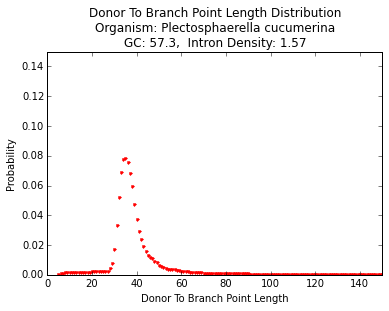 Donor To Branch Point Length Distribution
Organism: Plectosphaerella cucumerina
GC: 57.3,  Intron Density: 1.57
0.14
0.12
0.10
0.08
0.06
0.04
0.02
0.00
Probability
0 20 40 60 80 100 120 140
Donor To Branch Point Length